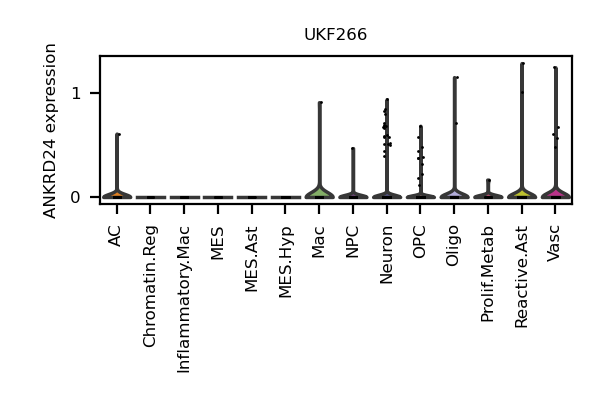 UKF266
ANKRD24 expression
1
0
AC
Chromatin.Reg
Inflammatory.Mac
MES
MES.Ast
MES.Hyp
Mac
NPC
Neuron
OPC
Oligo
Prolif.Metab
Reactive.Ast
Vasc